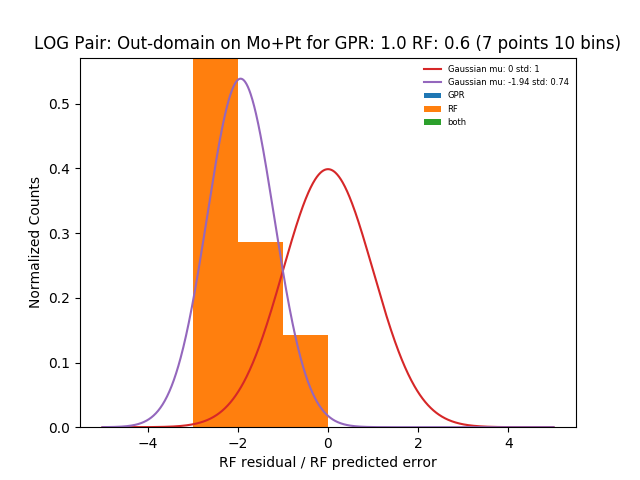 LOG Pair: Out-domain on Mo+Pt for GPR: 1.0 RF: 0.6 (7 points 10 bins)
Gaussian mu: 0 std: 1
Gaussian mu: -1.94 std: 0.74
GPR
RF
both
Normalized Counts
0.5
0.4
0.3
0.2
0.1
0.0
−4 −2 0 2 4
RF residual / RF predicted error